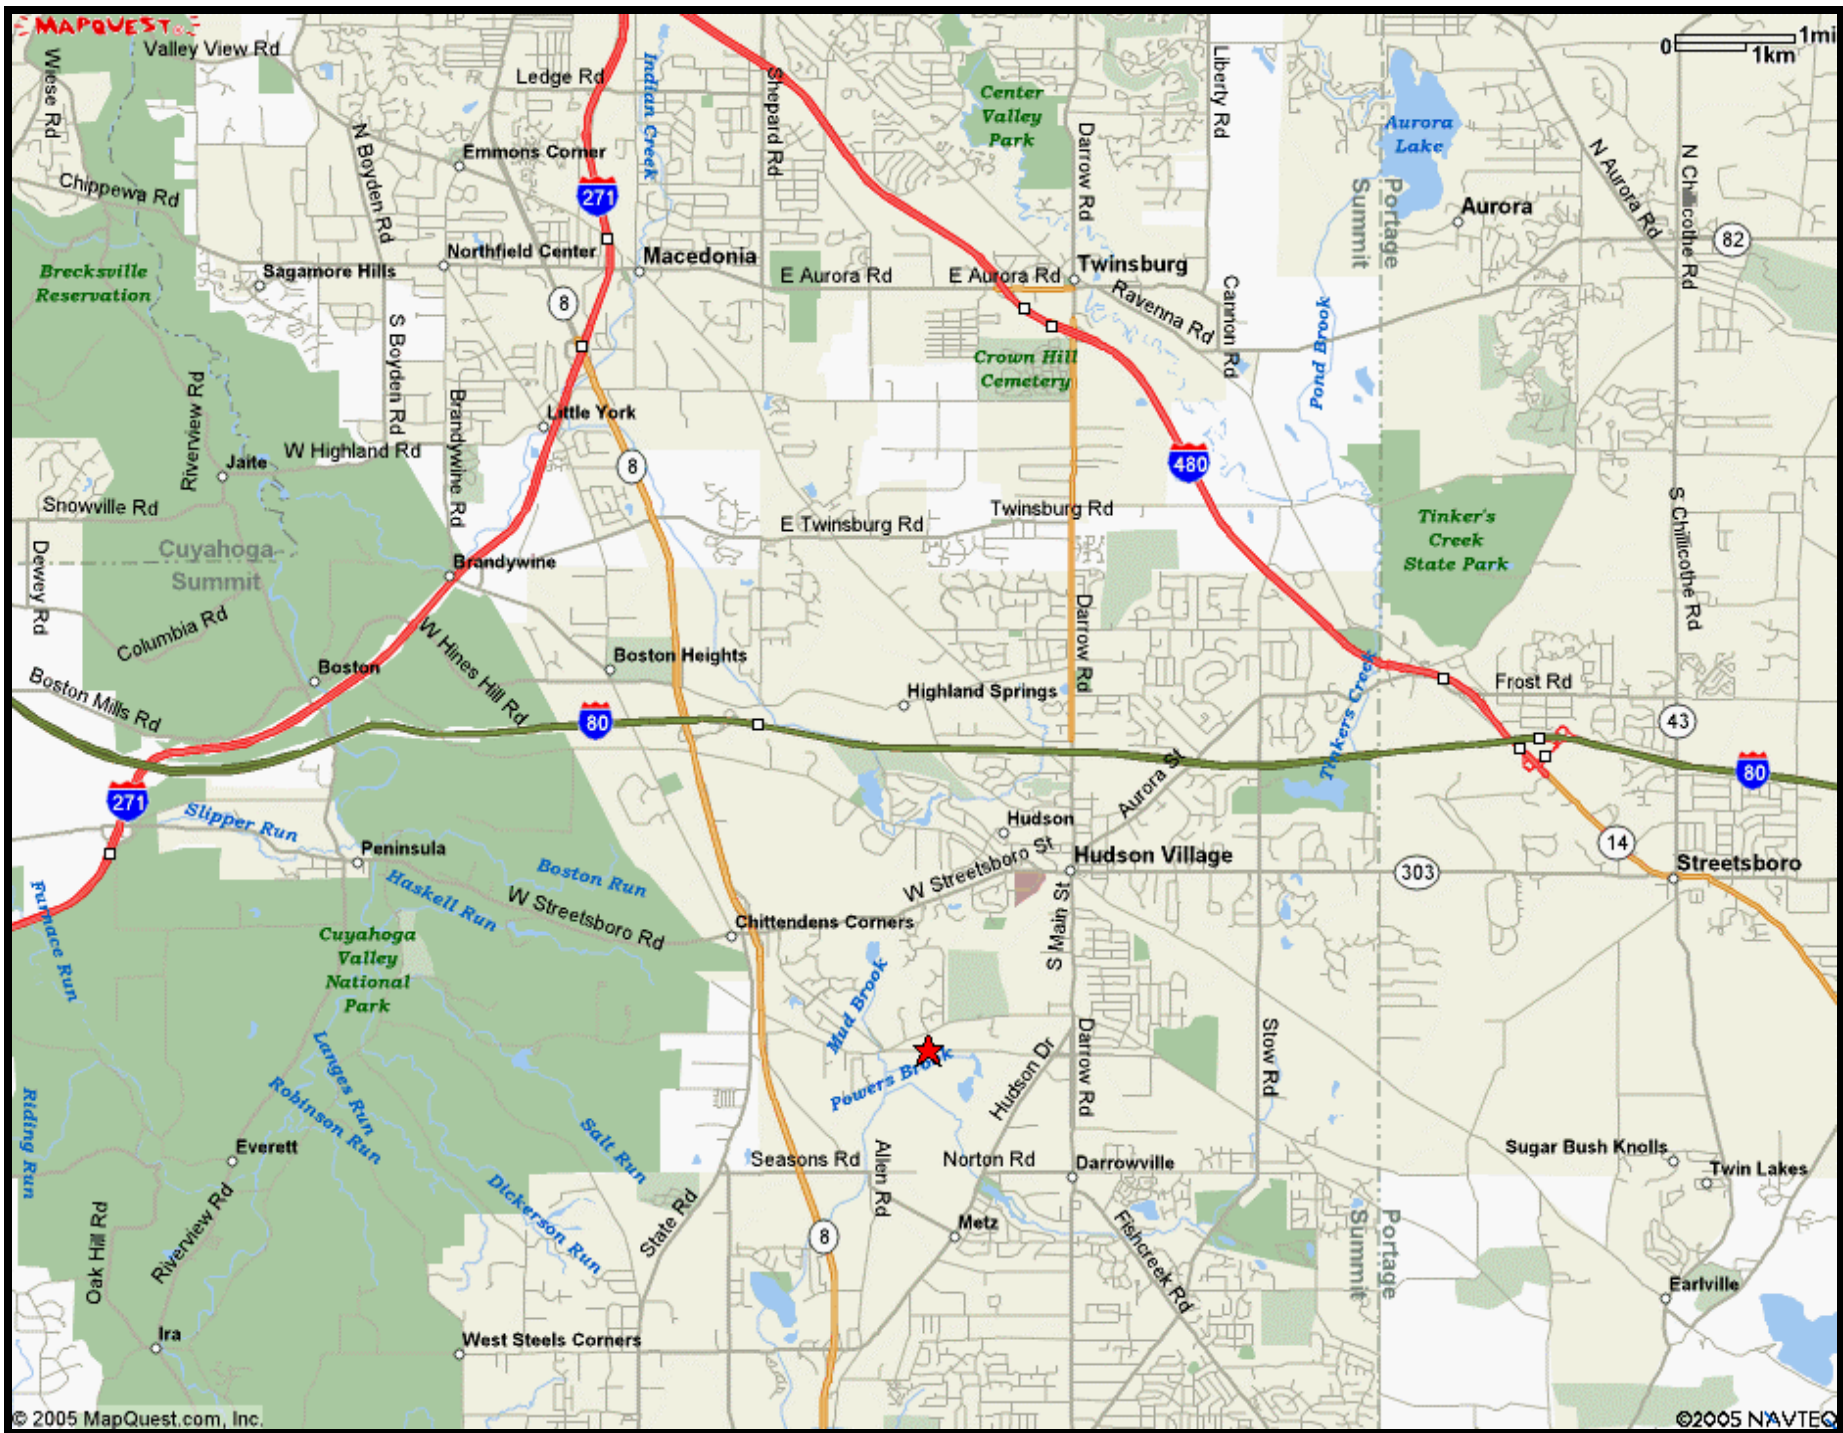 MAPQUEST
Valley View Rd
0
1mi
1km
Wiese Rd
Ledge Rd
Indian Creek
Shepard Rd
Center
Valley
Park
Liberty Rd
Aurora
Lake
N Boyden Rd
Emmons Corner
Darrow Rd
N Aurora Rd
Chippewa Rd
271
Portage
Summit
Aurora
82
Northfield Center
Macedonia
Twinsburg
Brecksville
Reservation
Sagamore Hills
E Aurora Rd
E Aurora Rd
Ravenna Rd
Cannon Rd
8
Pond Brook
S Boyden Rd
Crown Hill
Cemetery
Riverview Rd
Brandywine Rd
Little York
W Highland Rd
Jaite
8
480
Snowville Rd
Twinsburg Rd
E Twinsburg Rd
Tinker's
Creek
State Park
S Chillicothe Rd
Cuyahoga
Summit
Dewey Rd
Brandywine
Columbia Rd
W Hines Hill Rd
Darrow Rd
Boston
Boston Heights
Boston Mills Rd
Highland Springs
Tinkers Creek
Frost Rd
80
43
Aurora St
80
271
Slipper Run
Hudson
Peninsula
W Streetsboro St
Hudson Village
14
Streetsboro
303
Boston Run
Haskell Run
W Streetsboro Rd
Chittendens Corners
S Main St
Furnace Run
Cuyahoga
Valley
National
Park
Mud Brook
Langes Run
Powers Brook
Hudson Dr
Darrow Rd
Stow Rd
Riding Run
Robinson Run
Salt Run
Everett
Seasons Rd
Allen Rd
Norton Rd
Darrowville
Sugar Bush Knolls
Twin Lakes
Dickerson Run
State Rd
Oak Hill Rd
Riverview Rd
8
Metz
Fishcreek Rd
Portage
Summit
Earlville
Ira
West Steels Corners
© 2005 MapQuest.com, Inc.
©2005 NAVTEQ